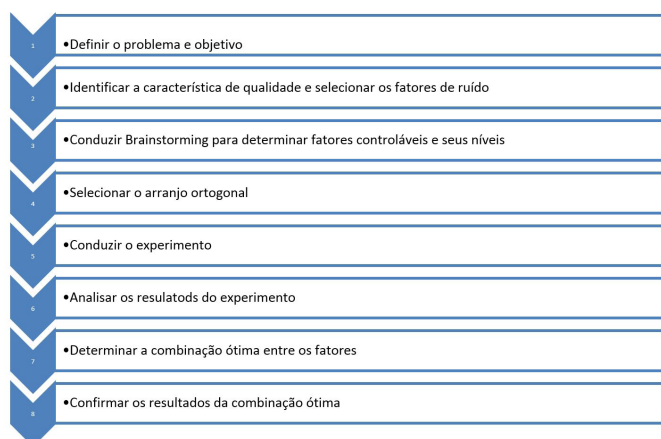 1
•Definir o problema e objetivo
2
•Identificar a característica de qualidade e selecionar os fatores de ruído
3
•Conduzir Brainstorming para determinar fatores controláveis e seus níveis
4
•Selecionar o arranjo ortogonal
5
•Conduzir o experimento
6
•Analisar os resulatods do experimento
7
•Determinar a combinação ótima entre os fatores
8
•Confirmar os resultados da combinação ótima